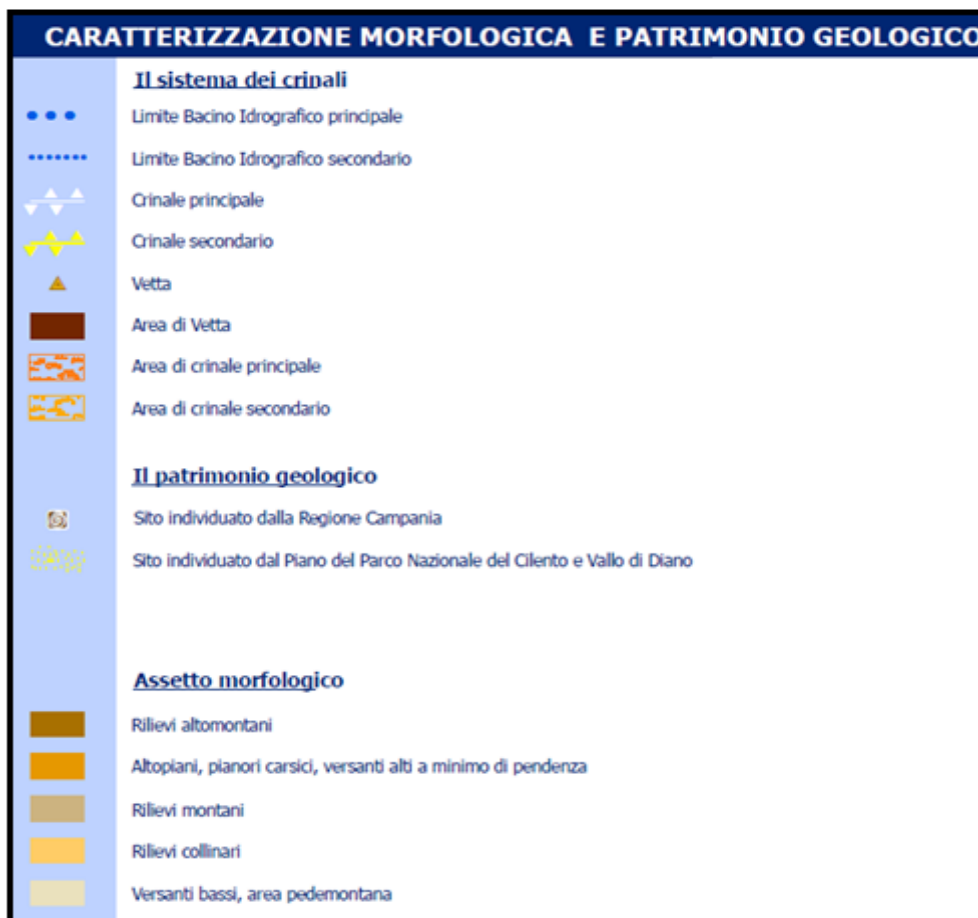 CARATTERIZZAZIONE MORFOLOGICA E PATRIMONIO GEOLOGICO
Il sistema dei crinali
Limite Bacino Idrografico principale
Limite Bacino Idrografico secondario
Crinale principale
Crinale secondario
Vetta
Area di Vetta
Area di crinale principale
Area di crinale secondario
Il patrimonio geologico
Sito individuato dalla Regione Campania
Sito individuato dal Piano del Parco Nazionale del Cilento e Vallo di Diano
Assetto morfologico
Rilievi altomontani
Altopiani, pianori carsici, versanti alti a minimo di pendenza
Rilievi montani
Rilievi collinari
Versanti bassi, area pedemontana